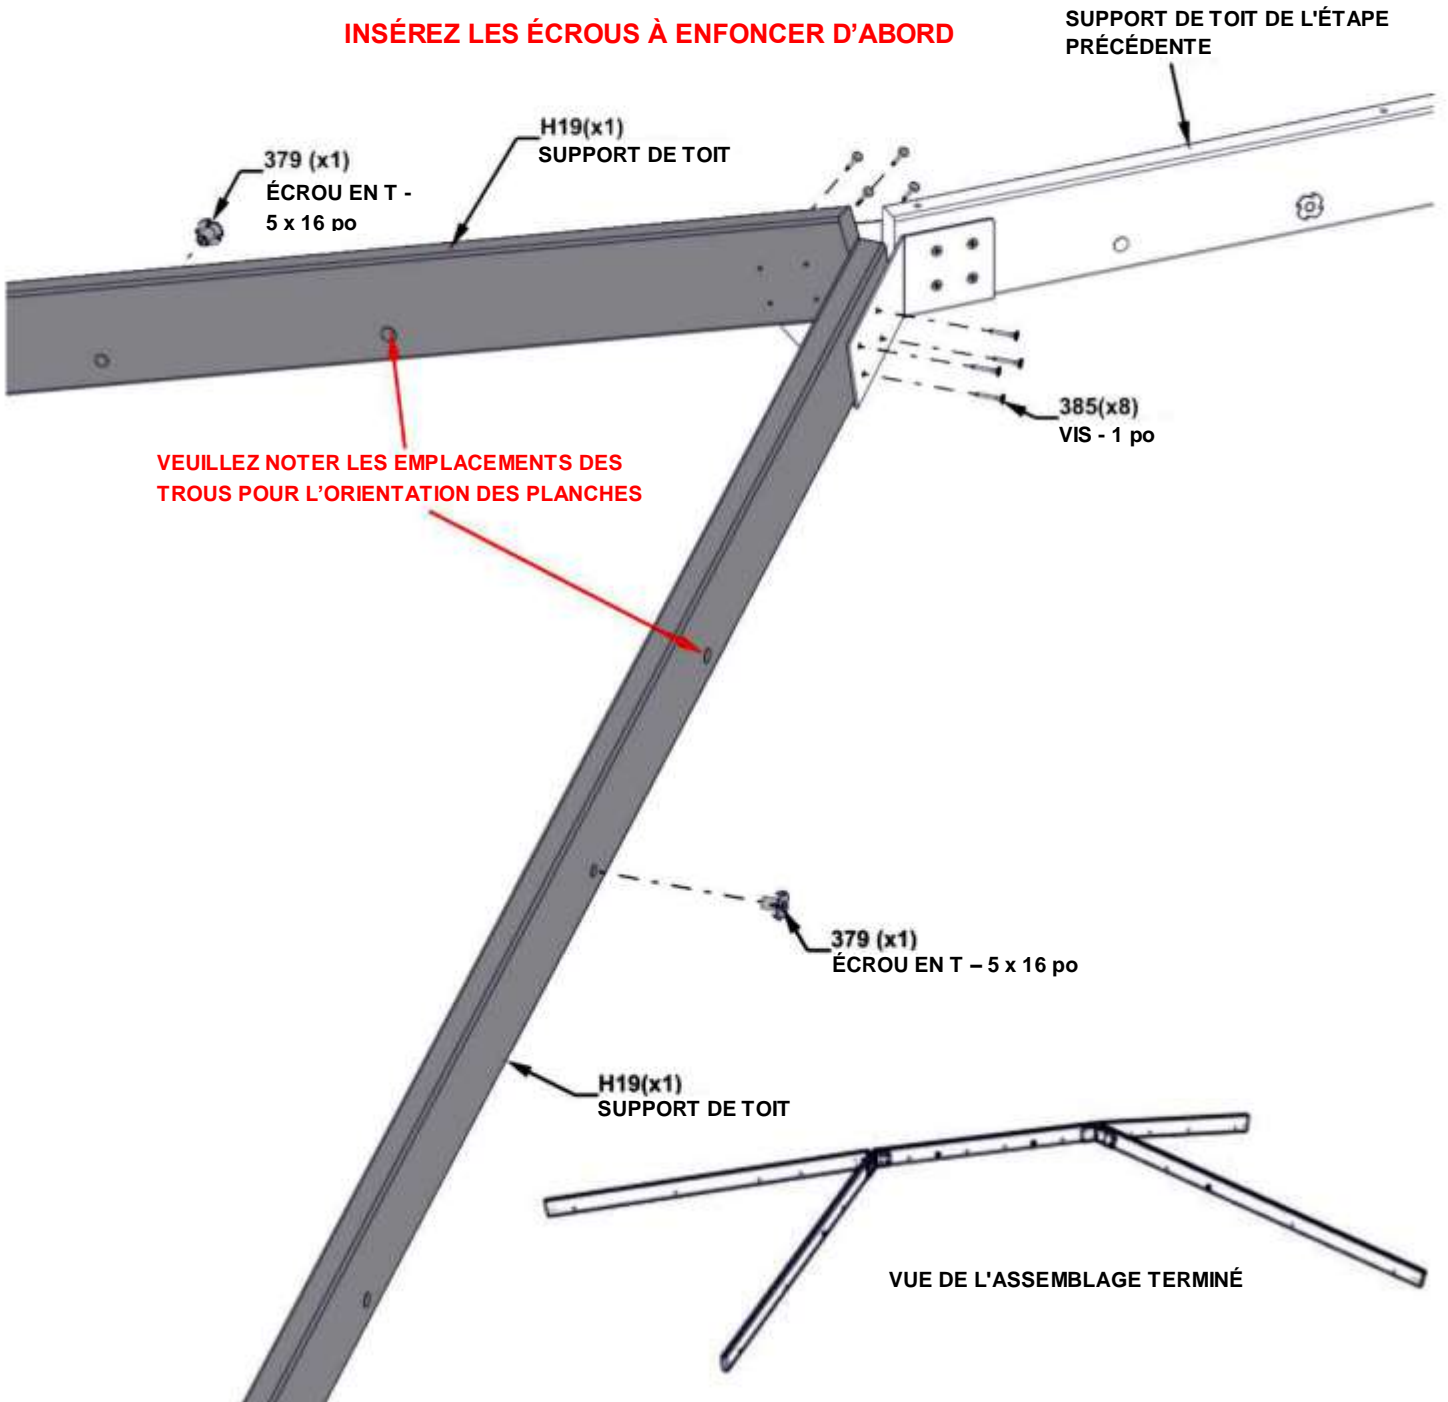 INSÉREZ LES ÉCROUS À ENFONCER D’ABORD
SUPPORT DE TOIT DE L'ÉTAPE
PRÉCÉDENTE
H19(x1)
SUPPORT DE TOIT
379 (x1)
ÉCROU EN T -
5 x 16 po
385(x8)
VIS - 1 po
VEUILLEZ NOTER LES EMPLACEMENTS DES
TROUS POUR L’ORIENTATION DES PLANCHES
379 (x1)
ÉCROU EN T – 5 x 16 po
H19(x1)
SUPPORT DE TOIT
VUE DE L'ASSEMBLAGE TERMINÉ